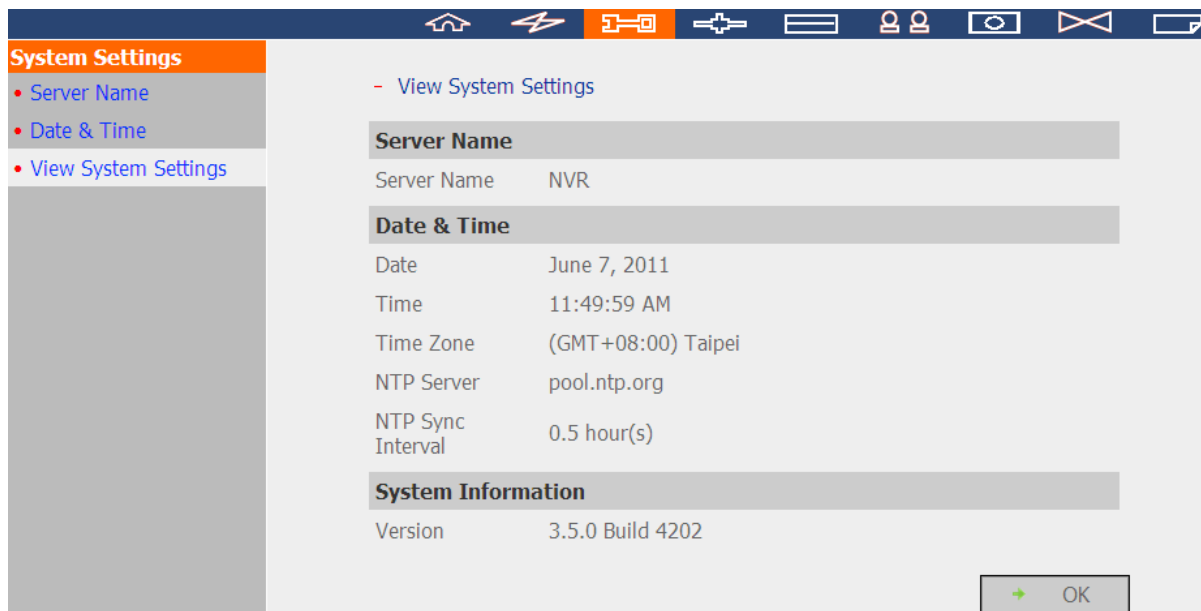 System Settings
Server Name
Date & Time
View System Settings
- View System Settings
Server Name
Server Name NVR
Date & Time
Date June 7, 2011
Time 11:49:59 AM
Time Zone (GMT+08:00) Taipei
NTP Server pool.ntp.org
NTP Sync
Interval 0.5 hour(s)
System Information
Version 3.5.0 Build 4202
OK